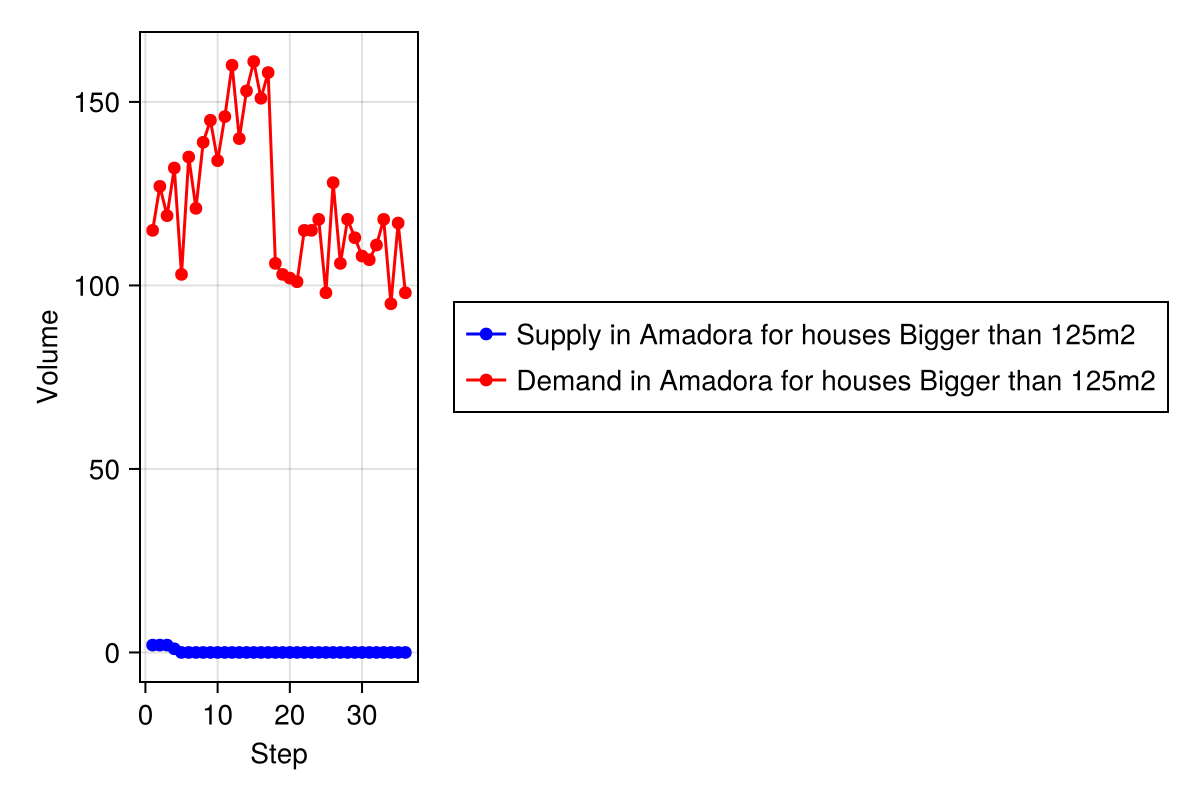 150
100
50
0
Volume
0 10 20 30
Step
Supply in Amadora for houses Bigger than 125m2
Demand in Amadora for houses Bigger than 125m2